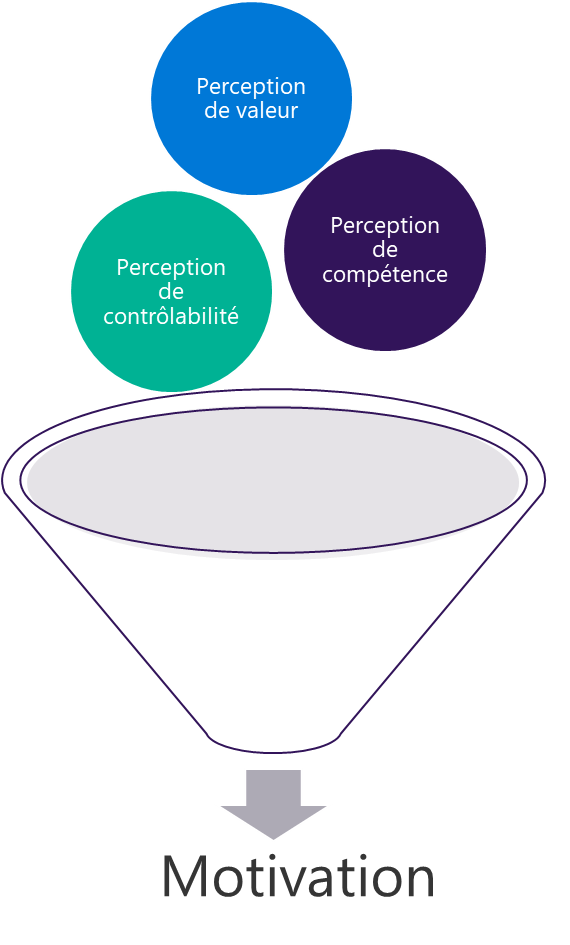 Perception
de valeur
Perception
de
compétence
Perception
de
contrôlabilité
Motivation